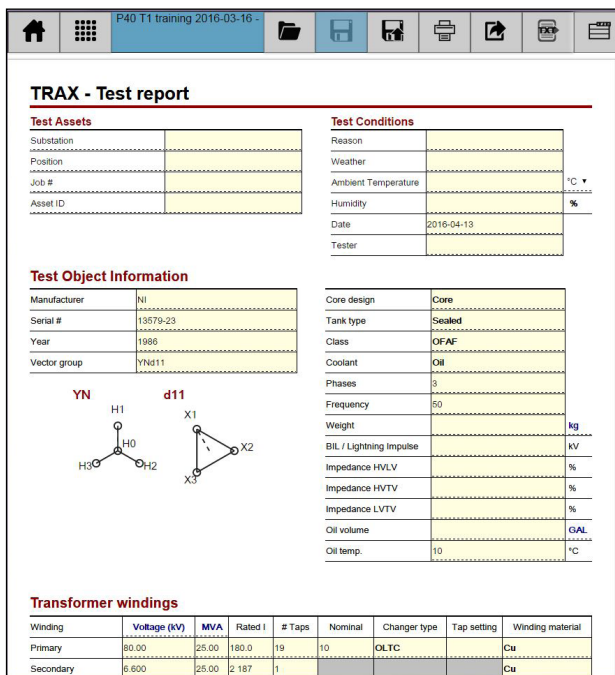 P40 T1 training 2016-03-16 -
TXT
TRAX - Test report
Test Assets
Substation
Position
Job #
Asset ID
Test Conditions
Reason
Weather
Ambient Temperature °C
Humidity %
Date 2016-04-13
Tester
Test Object Information
Manufacturer NI
Serial # 13579-23
Year 1986
Vector group YNd11
YN d11
H1
H0
H3 H2
X1
X2
X3
Core design Core
Tank type Sealed
Class OFAF
Coolant Oil
Phases 3
Frequency 50
Weight kg
BIL / Lightning Impulse kV
Impedance HVLV %
Impedance HVTV %
Impedance LVTV %
Oil volume GAL
Oil temp. 10 °C
Transformer windings
Winding Voltage (kV) MVA Rated I # Taps Nominal Changer type Tap setting Winding material
Primary 80.00 25.00 180.0 19 10 OLTC Cu
Secondary 6.600 25.00 2 187 1 Cu